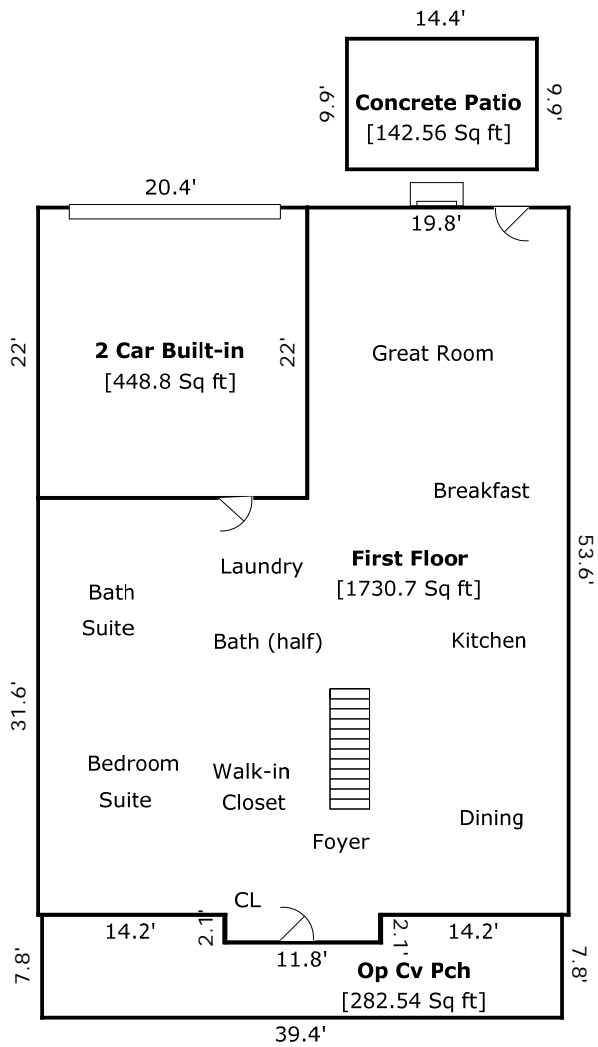 14.4'
9.9'
Concrete Patio
9.9'
[142.56 Sq ft]
20.4'
19.8'
22'
2 Car Built-in
22'
Great Room
[448.8 Sq ft]
Breakfast
53.6'
First Floor
Laundry
[1730.7 Sq ft]
Bath
Suite
Bath (half)
Kitchen
31.6'
Bedroom
Suite
Walk-in
Closet
Dining
Foyer
CL
14.2'
2.1'
2.1'
14.2'
11.8'
7.8'
Op Cv Pch
7.8'
[282.54 Sq ft]
39.4'